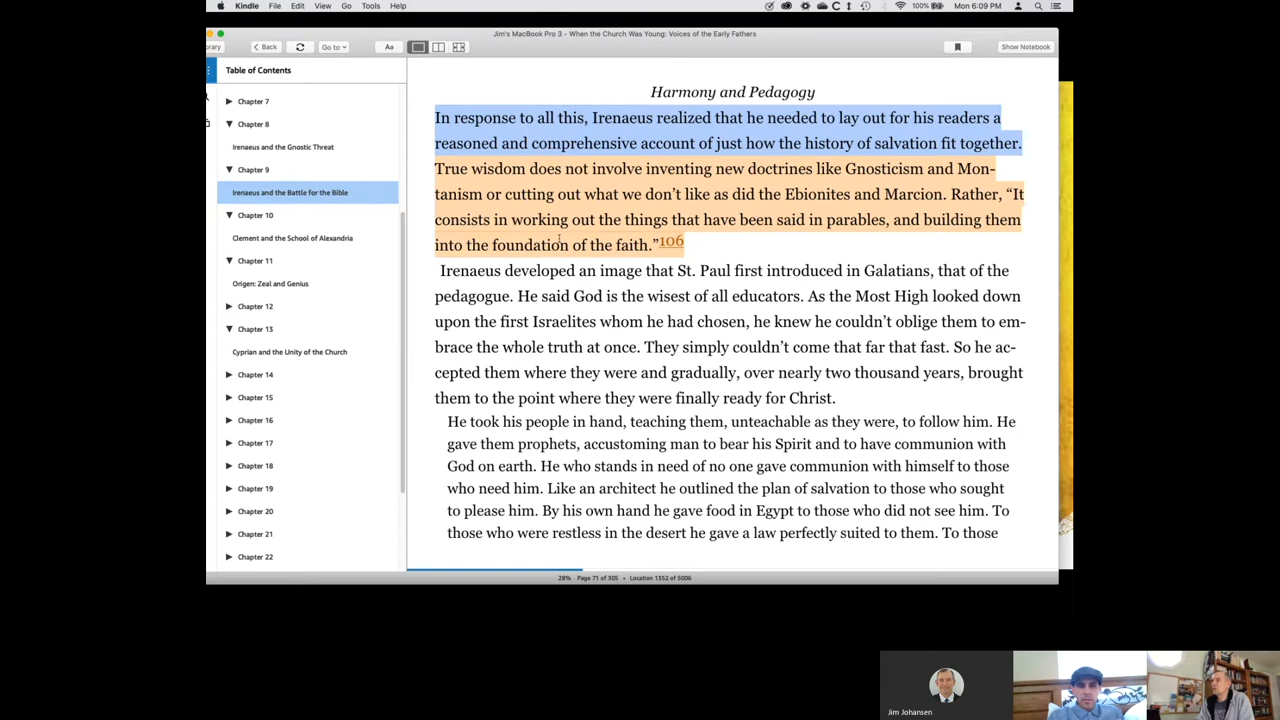 Kindle File Edit View Go Tools Help
100% Mon 6:09 PM
Jim's MacBook Pro 3 - When the Church Was Young: Voices of the Early Fathers
Back
Go to
Aa
Show Notebook
Table of Contents
Chapter 7
Chapter 8
Irenaeus and the Gnostic Threat
Chapter 9
Irenaeus and the Battle for the Bible
Chapter 10
Clement and the School of Alexandria
Chapter 11
Origen: Zeal and Genius
Chapter 12
Chapter 13
Cyprian and the Unity of the Church
Chapter 14
Chapter 15
Chapter 16
Chapter 17
Chapter 18
Chapter 19
Chapter 20
Chapter 21
Chapter 22
Harmony and Pedagogy
In response to all this, Irenaeus realized that he needed to lay out for his readers a
reasoned and comprehensive account of just how the history of salvation fit together.
True wisdom does not involve inventing new doctrines like Gnosticism and Mon-
tanism or cutting out what we don't like as did the Ebionites and Marcion. Rather, "It
consists in working out the things that have been said in parables, and building them
into the foundation of the faith."106
Irenaeus developed an image that St. Paul first introduced in Galatians, that of the
pedagogue. He said God is the wisest of all educators. As the Most High looked down
upon the first Israelites whom he had chosen, he knew he couldn't oblige them to em-
brace the whole truth at once. They simply couldn't come that far that fast. So he ac-
cepted them where they were and gradually, over nearly two thousand years, brought
them to the point where they were finally ready for Christ.
He took his people in hand, teaching them, unteachable as they were, to follow him. He
gave them prophets, accustoming man to bear his Spirit and to have communion with
God on earth. He who stands in need of no one gave communion with himself to those
who need him. Like an architect he outlined the plan of salvation to those who sought
to please him. By his own hand he gave food in Egypt to those who did not see him. To
those who were restless in the desert he gave a law perfectly suited to them. To those
28% Page 71 of 305 • Location 1352 of 5006
Jim Johansen